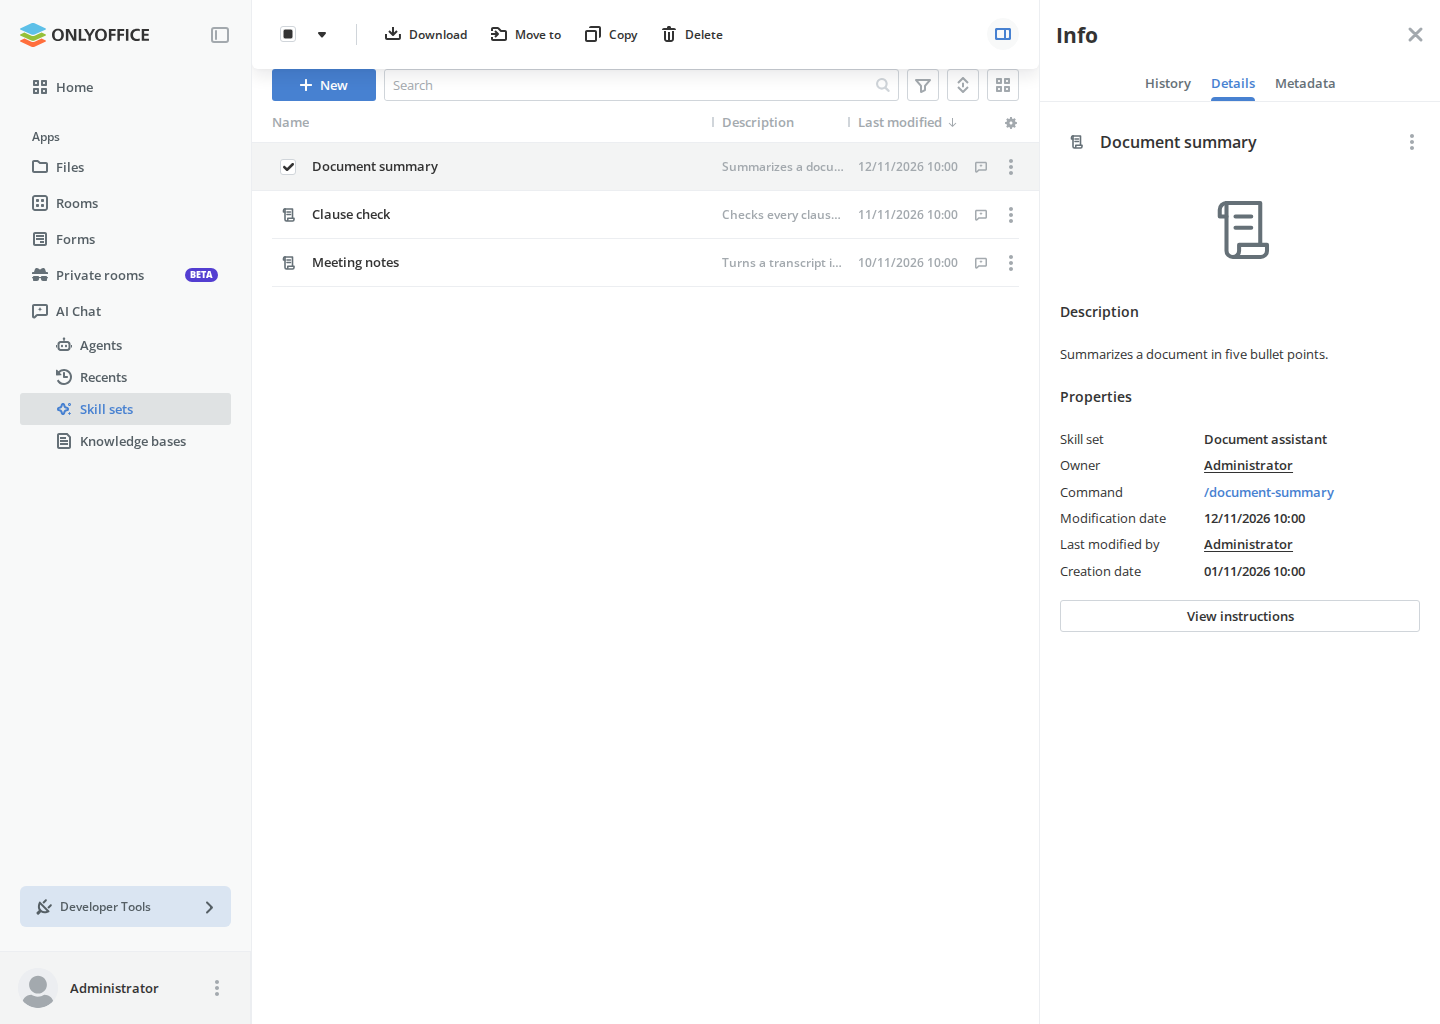 ONLYOFFICE
Home
Apps
Files
Rooms
Forms
Private rooms BETA
AI Chat
Agents
Recents
Skill sets
Knowledge bases
Developer Tools
Administrator
Download Move to Copy Delete
New Search
Name Description Last modified
Document summary Summarizes a docu... 12/11/2026 10:00
Clause check Checks every claus... 11/11/2026 10:00
Meeting notes Turns a transcript i... 10/11/2026 10:00
Info
History Details Metadata
Document summary
Description
Summarizes a document in five bullet points.
Properties
Skill set Document assistant
Owner Administrator
Command /document-summary
Modification date 12/11/2026 10:00
Last modified by Administrator
Creation date 01/11/2026 10:00
View instructions